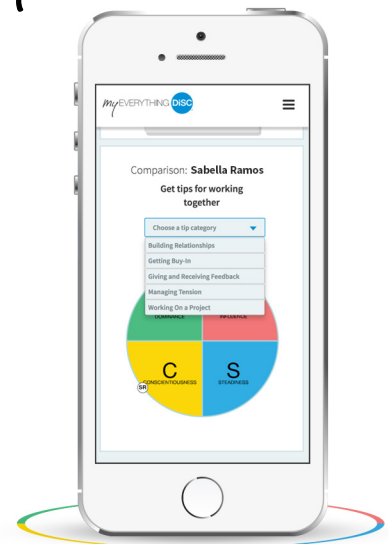 my EVERYTHING DiSC
Comparison: Sabella Ramos
Get tips for working
together
Choose a tip category
Building Relationships
Getting Buy-In
Giving and Receiving Feedback
Managing Tension
Working On a Project
DOMINANCE
INFLUENCE
C
CONSCIENTIOUSNESS
S
STEADINESS
SR